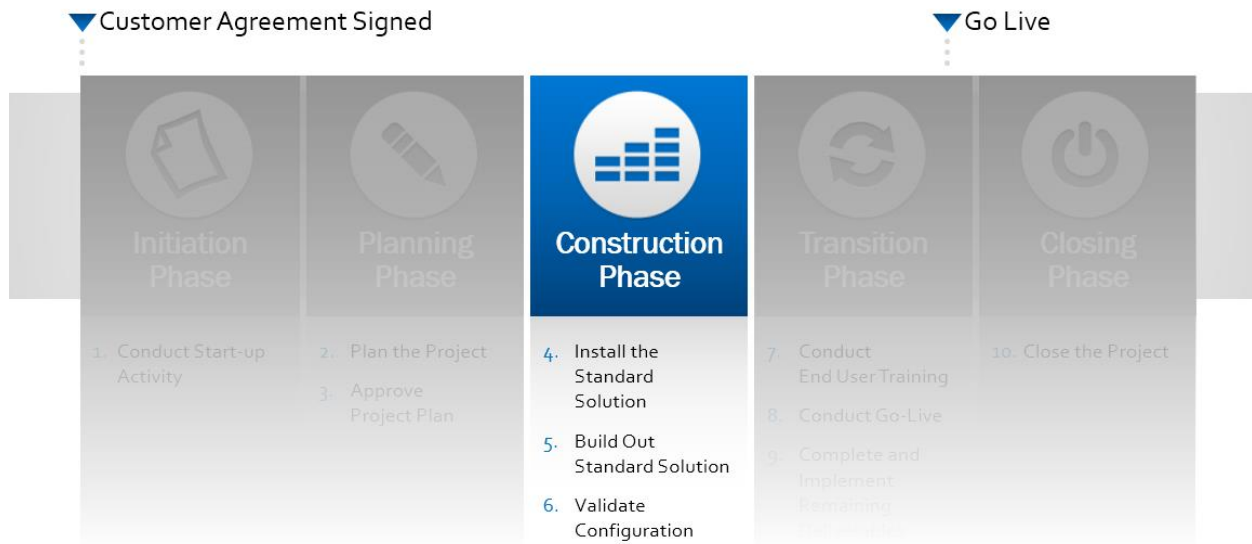 Customer Agreement Signed
Go Live
Initiation
Phase
Planning
Phase
Construction
Phase
Transition
Phase
Closing
Phase
1. Conduct Start-up
Activity
2. Plan the Project
3. Approve
Project Plan
4. Install the
Standard
Solution
5. Build Out
Standard Solution
6. Validate
Configuration
7. Conduct
End User Training
8. Conduct Go-Live
9. Complete and
Implement
Remaining
10. Close the Project